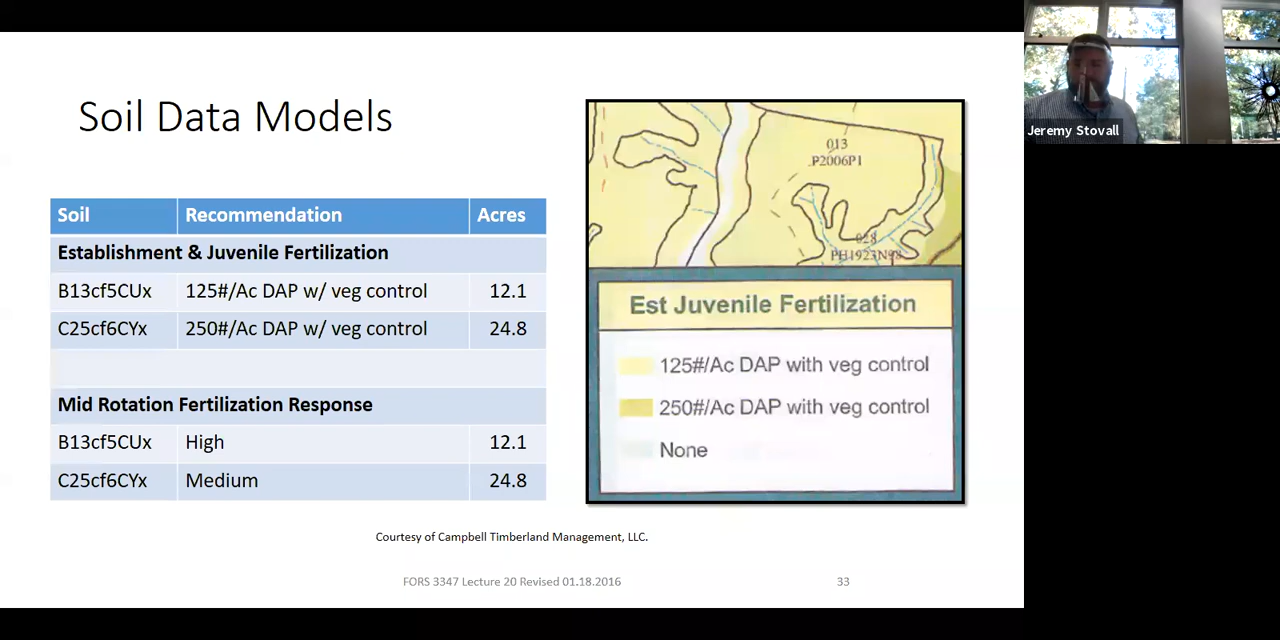 Soil Data Models
Soil Recommendation Acres
Establishment & Juvenile Fertilization
B13cf5CUx 125#/Ac DAP w/ veg control 12.1
C25cf6CYx 250#/Ac DAP w/ veg control 24.8
Mid Rotation Fertilization Response
B13cf5CUx High 12.1
C25cf6CYx Medium 24.8
013
P2006P1
028
PH1923N98
Est Juvenile Fertilization
125#/Ac DAP with veg control
250#/Ac DAP with veg control
None
Courtesy of Campbell Timberland Management, LLC.
FORS 3347 Lecture 20 Revised 01.18.2016
33
Jeremy Stovall